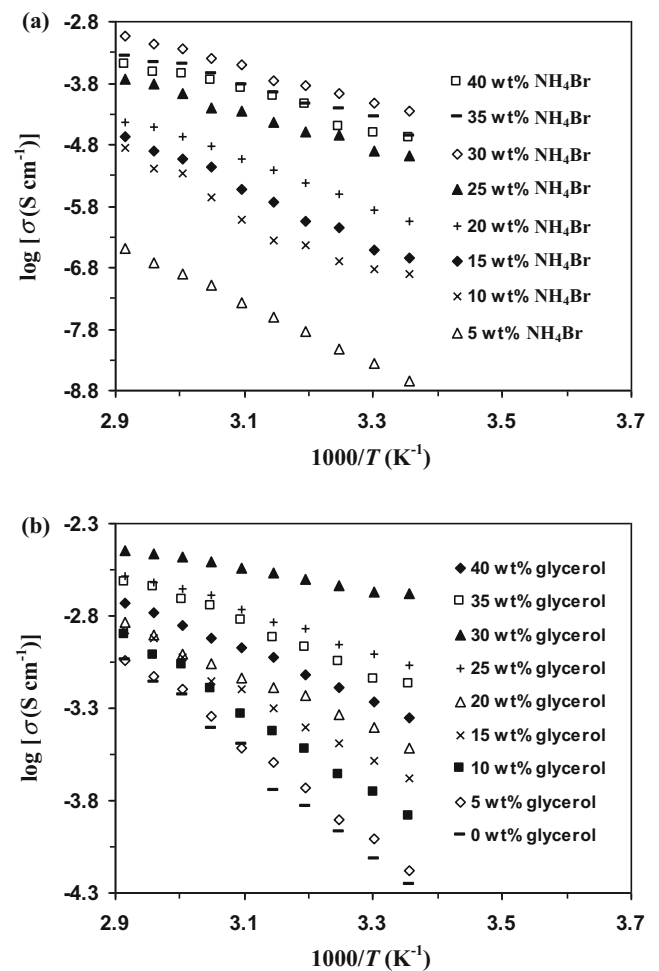 (a)
-2.8
-3.8
-4.8
-5.8
-6.8
-7.8
-8.8
log [σ(S cm⁻¹)]
40 wt% NH₄Br
35 wt% NH₄Br
30 wt% NH₄Br
25 wt% NH₄Br
20 wt% NH₄Br
15 wt% NH₄Br
10 wt% NH₄Br
5 wt% NH₄Br
2.9 3.1 3.3 3.5 3.7
1000/T (K⁻¹)
(b)
-2.3
-2.8
-3.3
-3.8
-4.3
log [σ(S cm⁻¹)]
40 wt% glycerol
35 wt% glycerol
30 wt% glycerol
25 wt% glycerol
20 wt% glycerol
15 wt% glycerol
10 wt% glycerol
5 wt% glycerol
0 wt% glycerol
2.9 3.1 3.3 3.5 3.7
1000/T (K⁻¹)